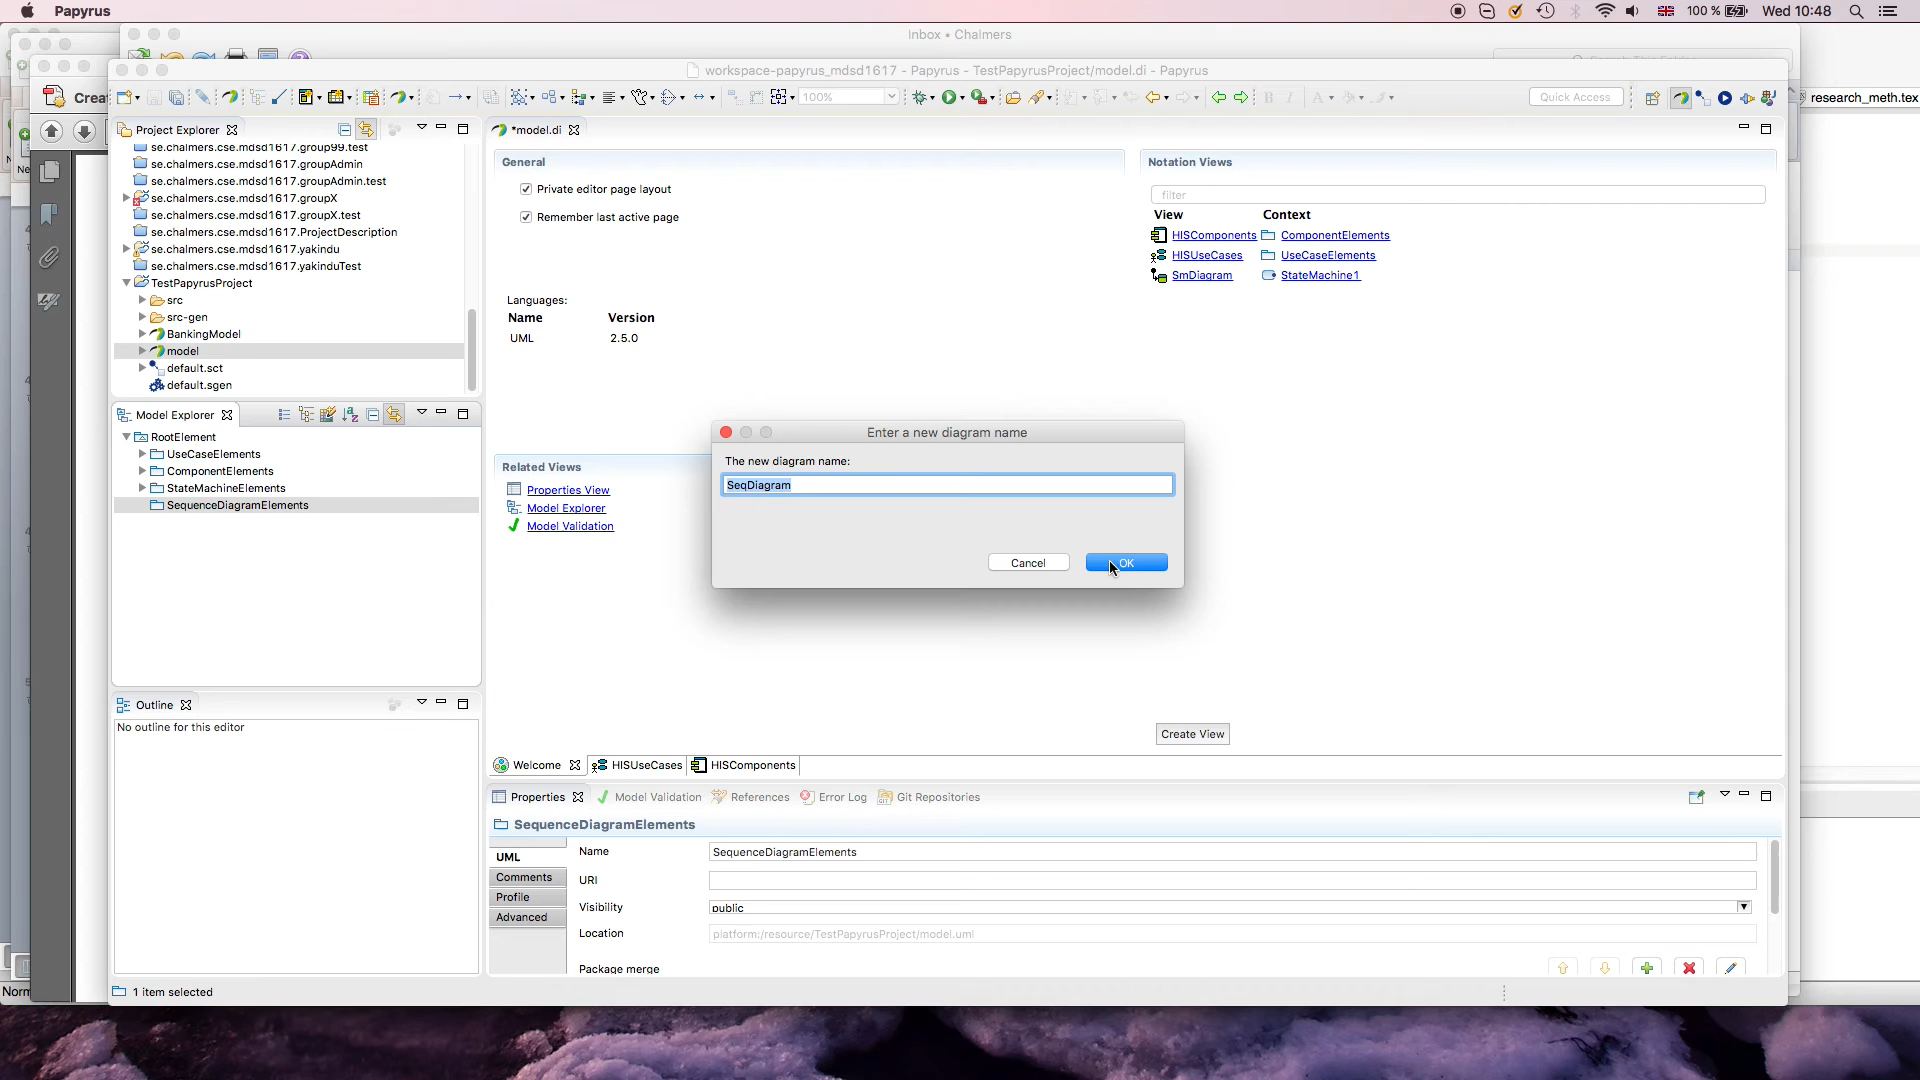 Papyrus
100 %
Wed 10:48
Inbox • Chalmers
workspace-papyrus_mdsd1617 - Papyrus - TestPapyrusProject/model.di - Papyrus
Crea
100%
Quick Access
research_meth.tex
Project Explorer
*model.di
se.chalmers.cse.mdsd1617.group99.test
se.chalmers.cse.mdsd1617.groupAdmin
se.chalmers.cse.mdsd1617.groupAdmin.test
se.chalmers.cse.mdsd1617.groupX
se.chalmers.cse.mdsd1617.groupX.test
se.chalmers.cse.mdsd1617.ProjectDescription
se.chalmers.cse.mdsd1617.yakindu
se.chalmers.cse.mdsd1617.yakinduTest
TestPapyrusProject
src
src-gen
BankingModel
model
default.sct
default.sgen
General
Private editor page layout
Remember last active page
Languages:
Name Version
UML 2.5.0
Notation Views
filter
View Context
HISComponents ComponentElements
HISUseCases UseCaseElements
SmDiagram StateMachine1
Model Explorer
RootElement
UseCaseElements
ComponentElements
StateMachineElements
SequenceDiagramElements
Enter a new diagram name
The new diagram name:
SeqDiagram
Cancel
OK
Related Views
Properties View
Model Explorer
Model Validation
Create View
Outline
No outline for this editor
Welcome HISUseCases HISComponents
Properties Model Validation References Error Log Git Repositories
SequenceDiagramElements
UML
Comments
Profile
Advanced
Name SequenceDiagramElements
URI
Visibility public
Location platform:/resource/TestPapyrusProject/model.uml
Package merge
Norm
1 item selected